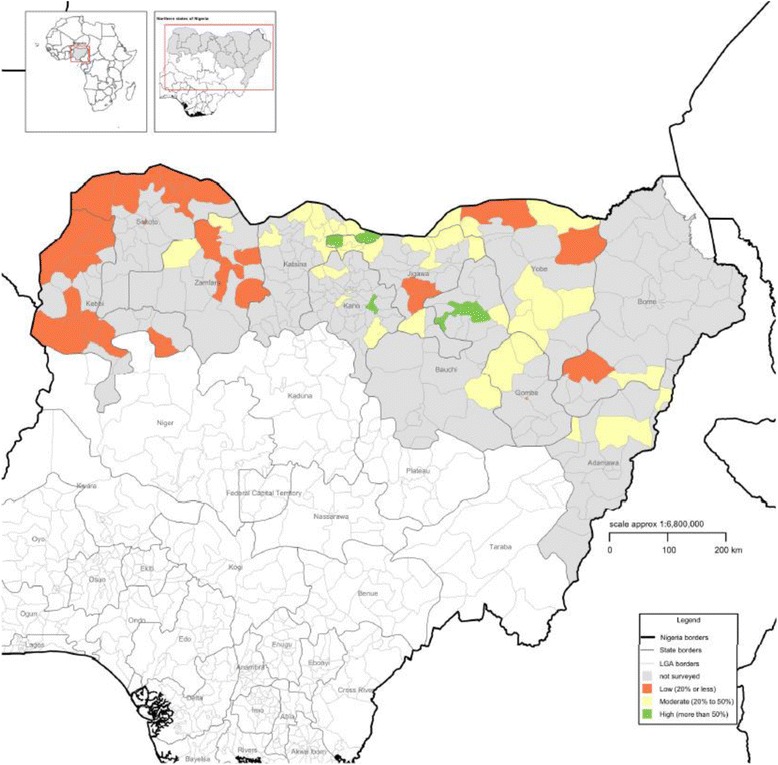 Nigeria
Northern states of Nigeria
Sokoto
Katsina
Zamfara
Kebbi
Jigawa
Kano
Yobe
Borno
Bauchi
Gombe
Kaduna
Niger
Adamawa
Plateau
Kwara
Federal Capital Territory
Nassarawa
Taraba
Oyo
Ekiti
Kogi
Osun
Benue
Ogun
Ondo
Edo
Lagos
Enugu
Anambra
Ebonyi
Cross River
Delta
Imo
Abia
Rivers
Akwa Ibom
Bayelsa
scale approx 1:6,800,000
0 100 200 km
Legend
Nigeria borders
State borders
LGA borders
not surveyed
Low (20% or less)
Moderate (20% to 50%)
High (more than 50%)